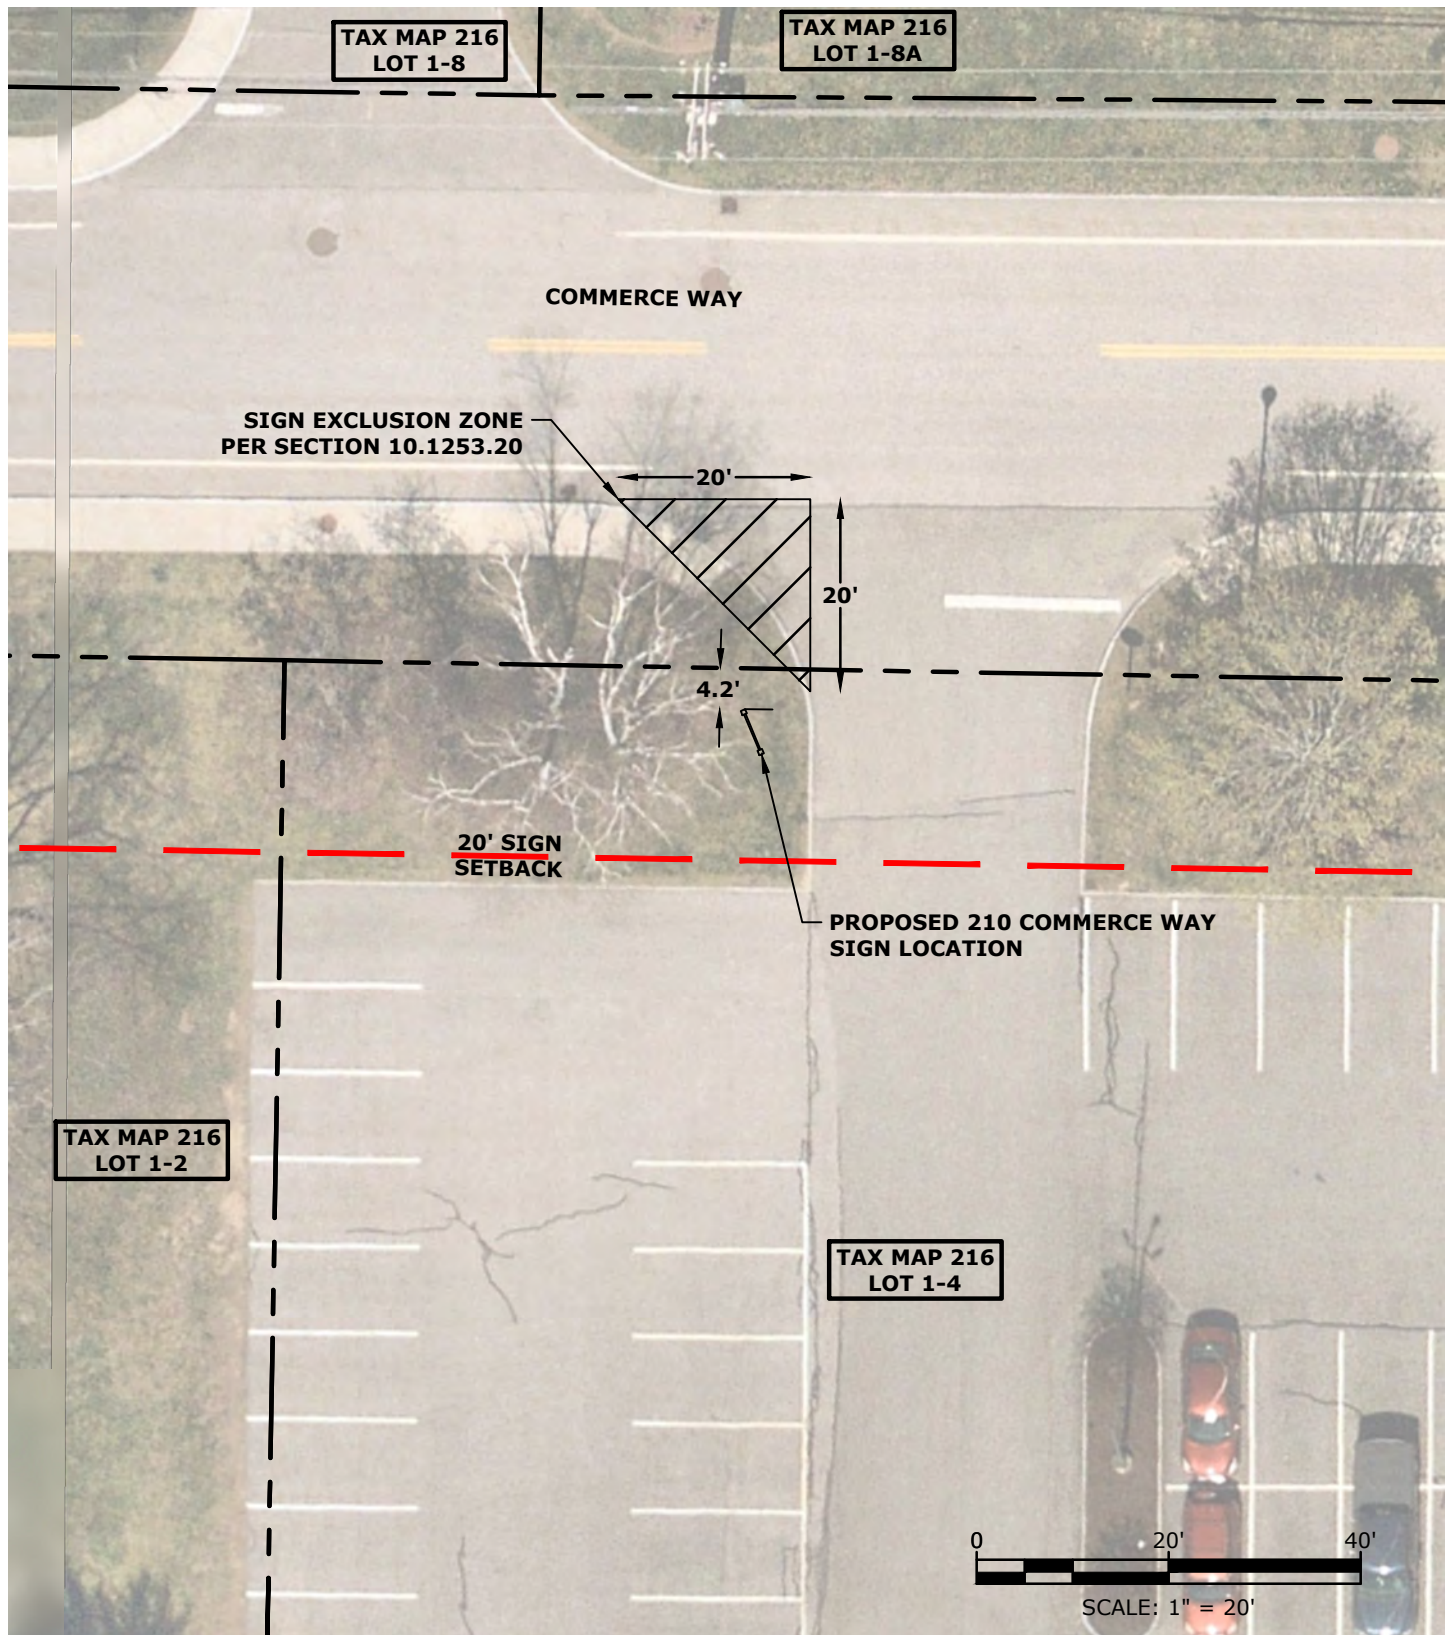 TAX MAP 216
LOT 1-8
TAX MAP 216
LOT 1-8A
COMMERCE WAY
SIGN EXCLUSION ZONE
PER SECTION 10.1253.20
20'
20'
4.2'
20' SIGN
SETBACK
PROPOSED 210 COMMERCE WAY
SIGN LOCATION
TAX MAP 216
LOT 1-2
TAX MAP 216
LOT 1-4
0 20' 40'
SCALE: 1" = 20'